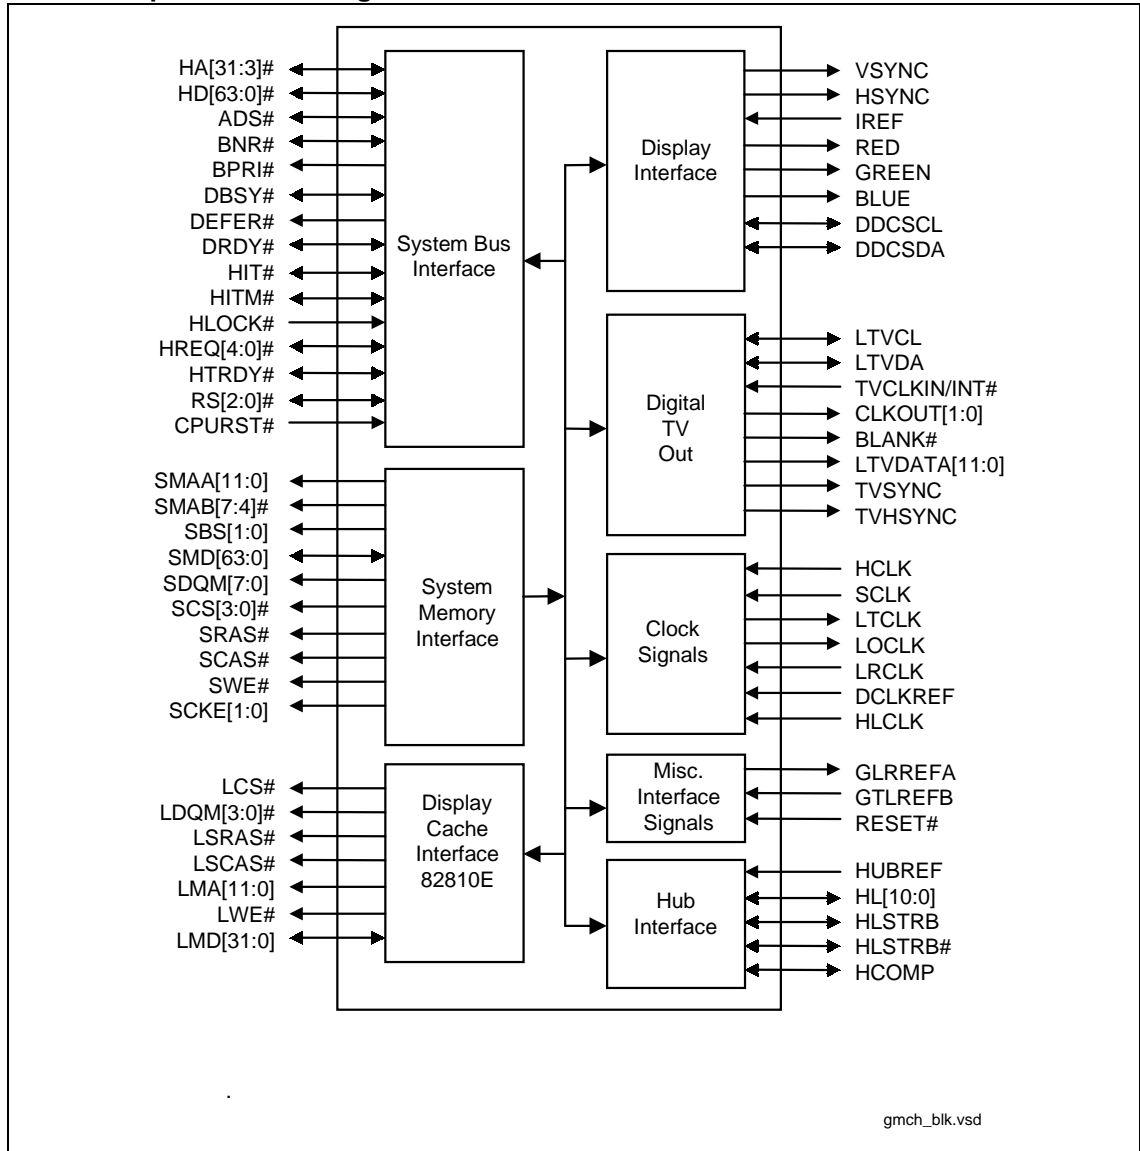 HA[31:3]#
HD[63:0]#
ADS#
BNR#
BPRI#
DBSY#
DEFER#
DRDY#
HIT#
HITM#
HLOCK#
HREQ[4:0]#
HTRDY#
RS[2:0]#
CPURST#
System Bus
Interface
SMAA[11:0]
SMAB[7:4]#
SBS[1:0]
SMD[63:0]
SDQM[7:0]
SCS[3:0]#
SRAS#
SCAS#
SWE#
SCKE[1:0]
System
Memory
Interface
LCS#
LDQM[3:0]#
LSRAS#
LSCAS#
LMA[11:0]
LWE#
LMD[31:0]
Display
Cache
Interface
82810E
Display
Interface
VSYNC
HSYNC
IREF
RED
GREEN
BLUE
DDCSCL
DDCSDA
Digital
TV
Out
LTVCL
LTVDA
TVCLKIN/INT#
CLKOUT[1:0]
BLANK#
LTVDATA[11:0]
TVSYNC
TVHSYNC
Clock
Signals
HCLK
SCLK
LTCLK
LOCLK
LRCLK
DCLKREF
HLCLK
Misc.
Interface
Signals
GLRREFA
GTLREFB
RESET#
Hub
Interface
HUBREF
HL[10:0]
HLSTRB
HLSTRB#
HCOMP
.
gmch_blk.vsd